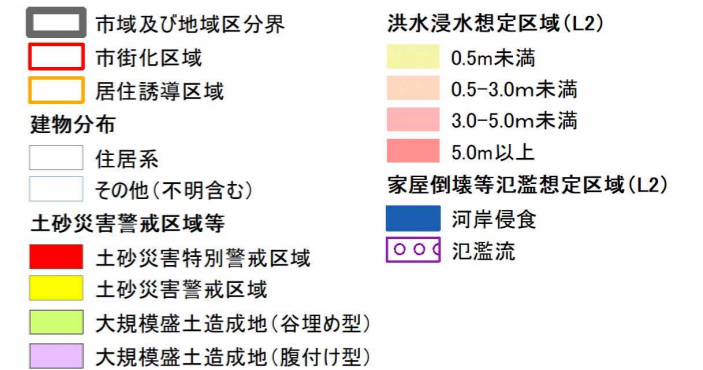 市域及び地域区分界
市街化区域
居住誘導区域
建物分布
住居系
その他(不明含む)
土砂災害警戒区域等
土砂災害特別警戒区域
土砂災害警戒区域
大規模盛土造成地(谷埋め型)
大規模盛土造成地(腹付け型)
洪水浸水想定区域(L2)
0.5m未満
0.5-3.0m未満
3.0-5.0m未満
5.0m以上
家屋倒壊等氾濫想定区域(L2)
河岸侵食
氾濫流